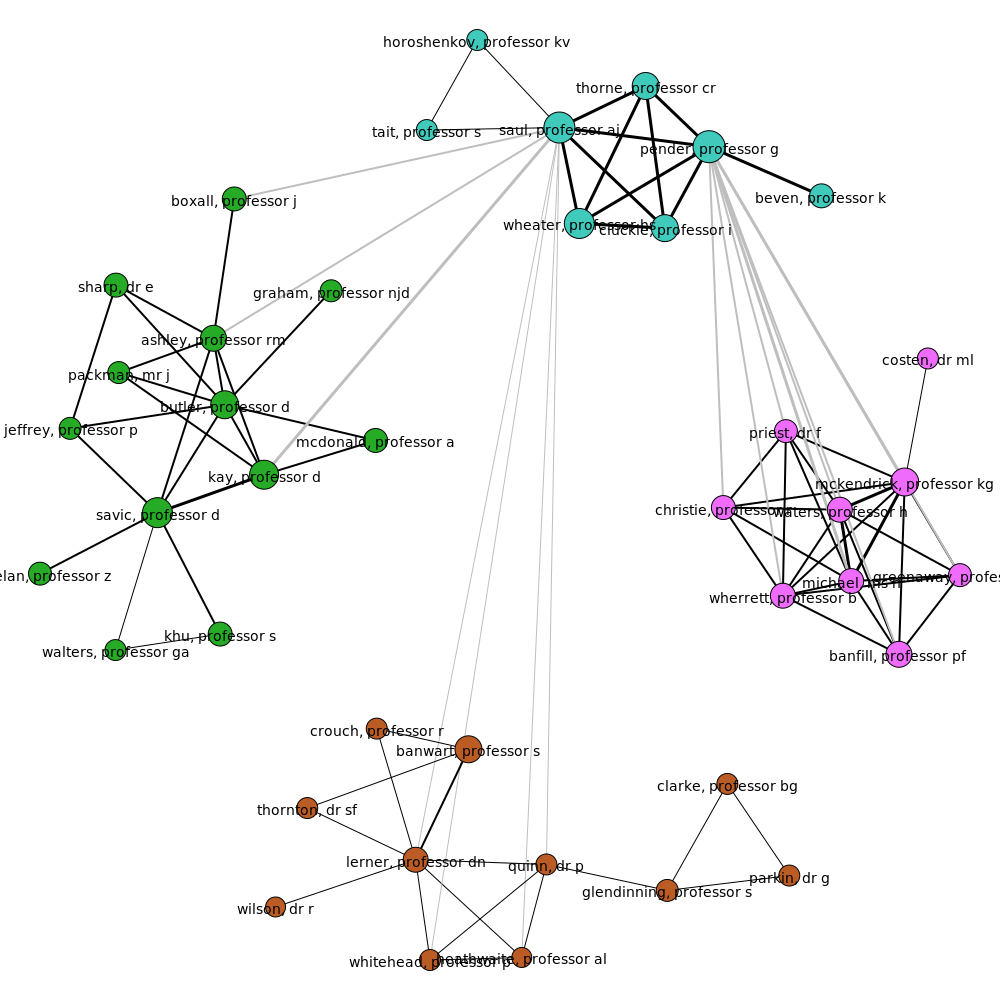 horoshenkov, professor kv
thorne, professor cr
tait, professor s
saul, professor aj
pender, professor g
beven, professor k
boxall, professor j
wheater, professor hs
cluckie, professor i
sharp, dr e
graham, professor njd
ashley, professor rm
costen, dr ml
packman, mr j
butler, professor d
jeffrey, professor p
priest, dr f
mcdonald, professor a
kay, professor d
mckendrick, professor kg
savic, professor d
christie, professor
waters, professor h
elan, professor z
michael
greenaway, profes
wherrett, professor b
khu, professor s
walters, professor ga
banfill, professor pf
crouch, professor r
banwart, professor s
clarke, professor bg
thornton, dr sf
lerner, professor dn
quinn, dr p
parkin, dr g
glendinning, professor s
wilson, dr r
whitehead, professor p
heathwaite, professor al